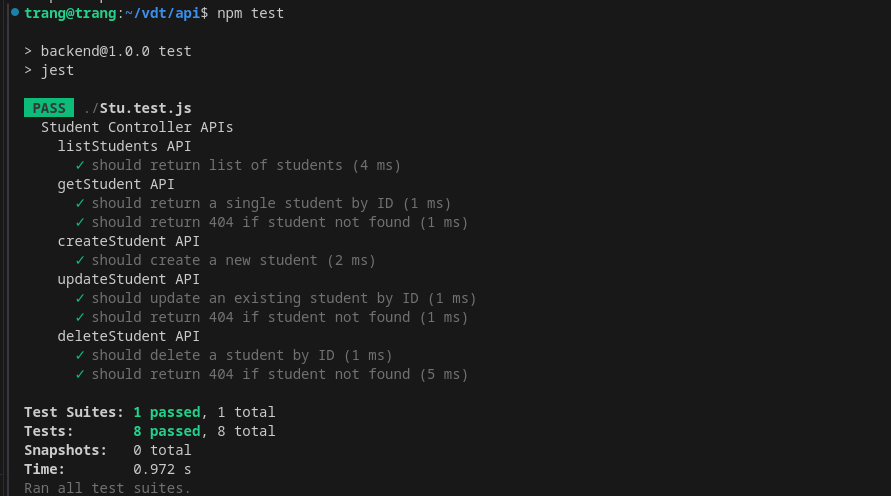 trang@trang:~/vdt/api$ npm test
> backend@1.0.0 test
> jest
PASS ./Stu.test.js
Student Controller APIs
listStudents API
✓ should return list of students (4 ms)
getStudent API
✓ should return a single student by ID (1 ms)
✓ should return 404 if student not found (1 ms)
createStudent API
✓ should create a new student (2 ms)
updateStudent API
✓ should update an existing student by ID (1 ms)
✓ should return 404 if student not found (1 ms)
deleteStudent API
✓ should delete a student by ID (1 ms)
✓ should return 404 if student not found (5 ms)
Test Suites: 1 passed, 1 total
Tests: 8 passed, 8 total
Snapshots: 0 total
Time: 0.972 s
Ran all test suites.